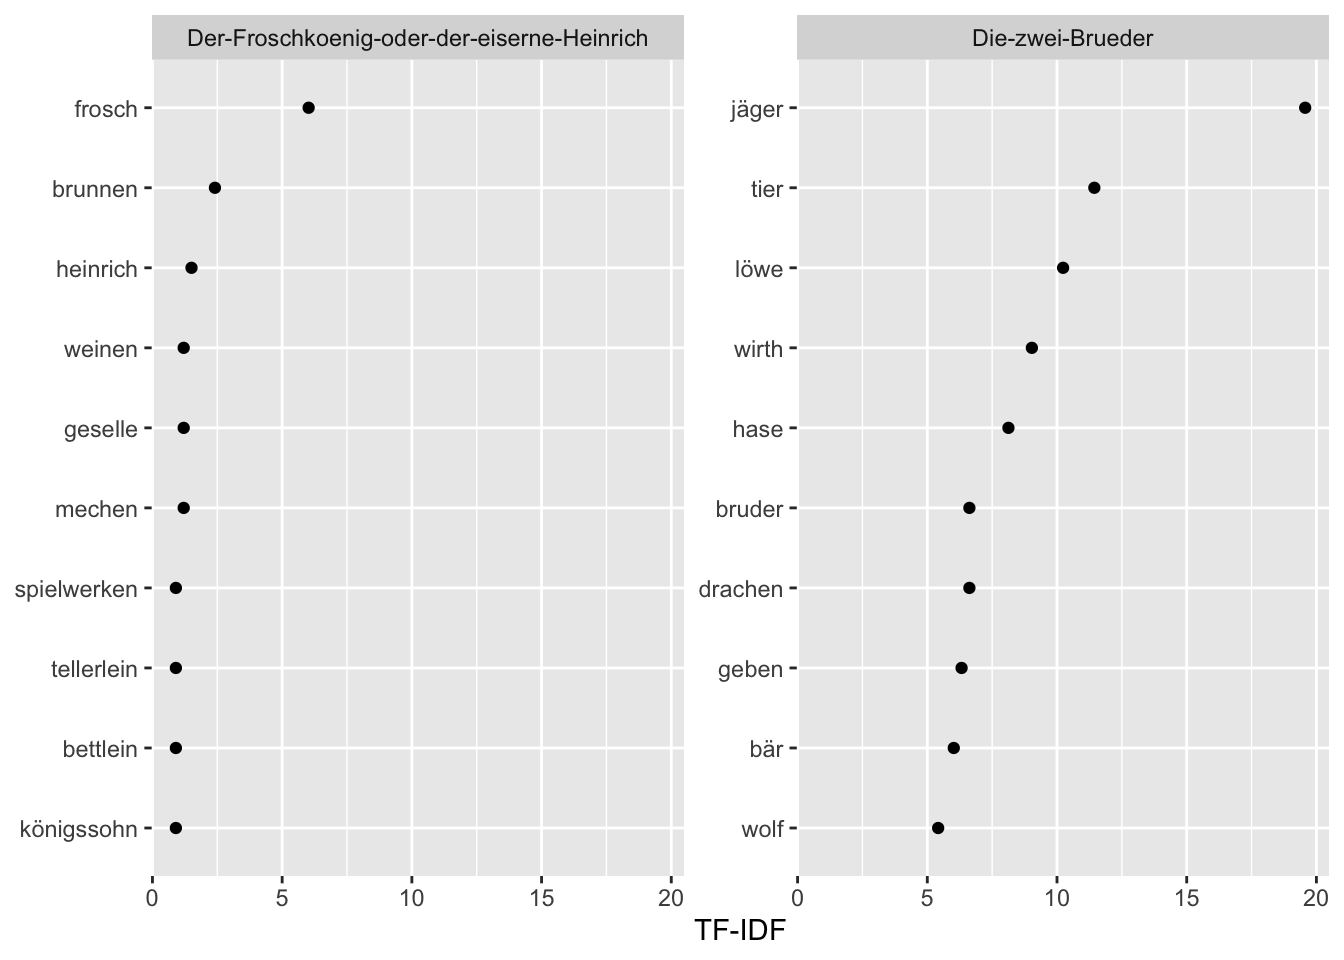 Der-Froschkoenig-oder-der-eiserne-Heinrich
frosch
brunnen
heinrich
weinen
geselle
mechen
spielwerken
tellerlein
bettlein
königssohn
0 5 10 15 20
Die-zwei-Brueder
jäger
tier
löwe
wirth
hase
bruder
drachen
geben
bär
wolf
0 5 10 15 20
TF-IDF